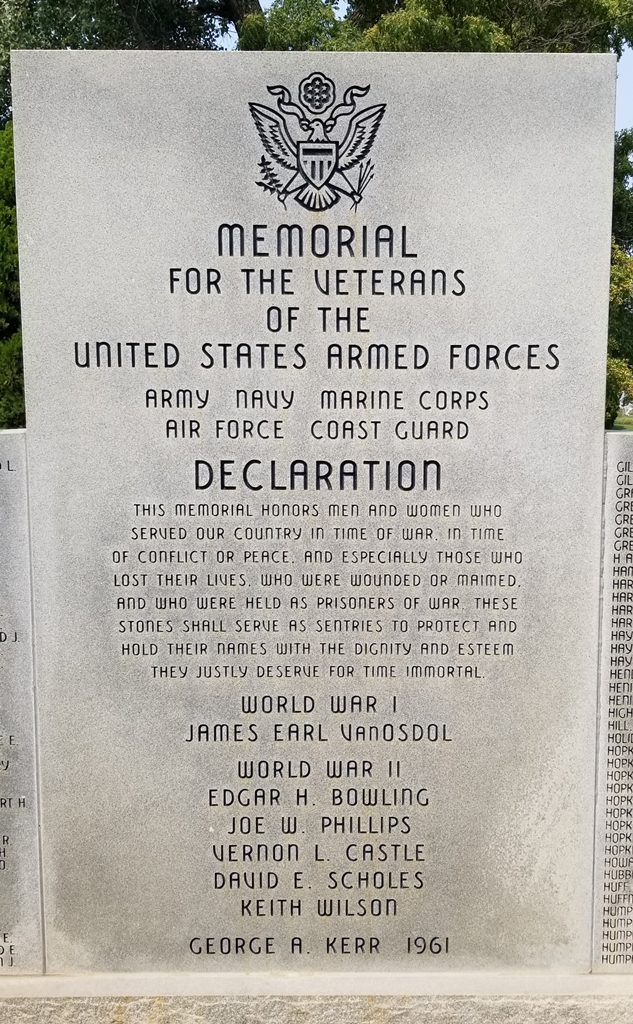 MEMORIAL
FOR THE VETERANS
OF THE
UNITED STATES ARMED FORCES
ARMY NAVY MARINE CORPS
AIR FORCE COAST GUARD
DECLARATION
THIS MEMORIAL HONORS MEN AND WOMEN WHO
SERVED OUR COUNTRY IN TIME OF WAR, IN TIME
OF CONFLICT OR PEACE, AND ESPECIALLY THOSE WHO
LOST THEIR LIVES, WHO WERE WOUNDED OR MAIMED,
AND WHO WERE HELD AS PRISONERS OF WAR. THESE
STONES SHALL SERVE AS SENTRIES TO PROTECT AND
HOLD THEIR NAMES WITH THE DIGNITY AND ESTEEM
THEY JUSTLY DESERVE FOR TIME IMMORTAL.
WORLD WAR I
JAMES EARL VanOSDOL
WORLD WAR II
EDGAR H. BOWLING
JOE W. PHILLIPS
VERNON L. CASTLE
DAVID E. SCHOLES
KEITH WILSON
GEORGE A. KERR 1961